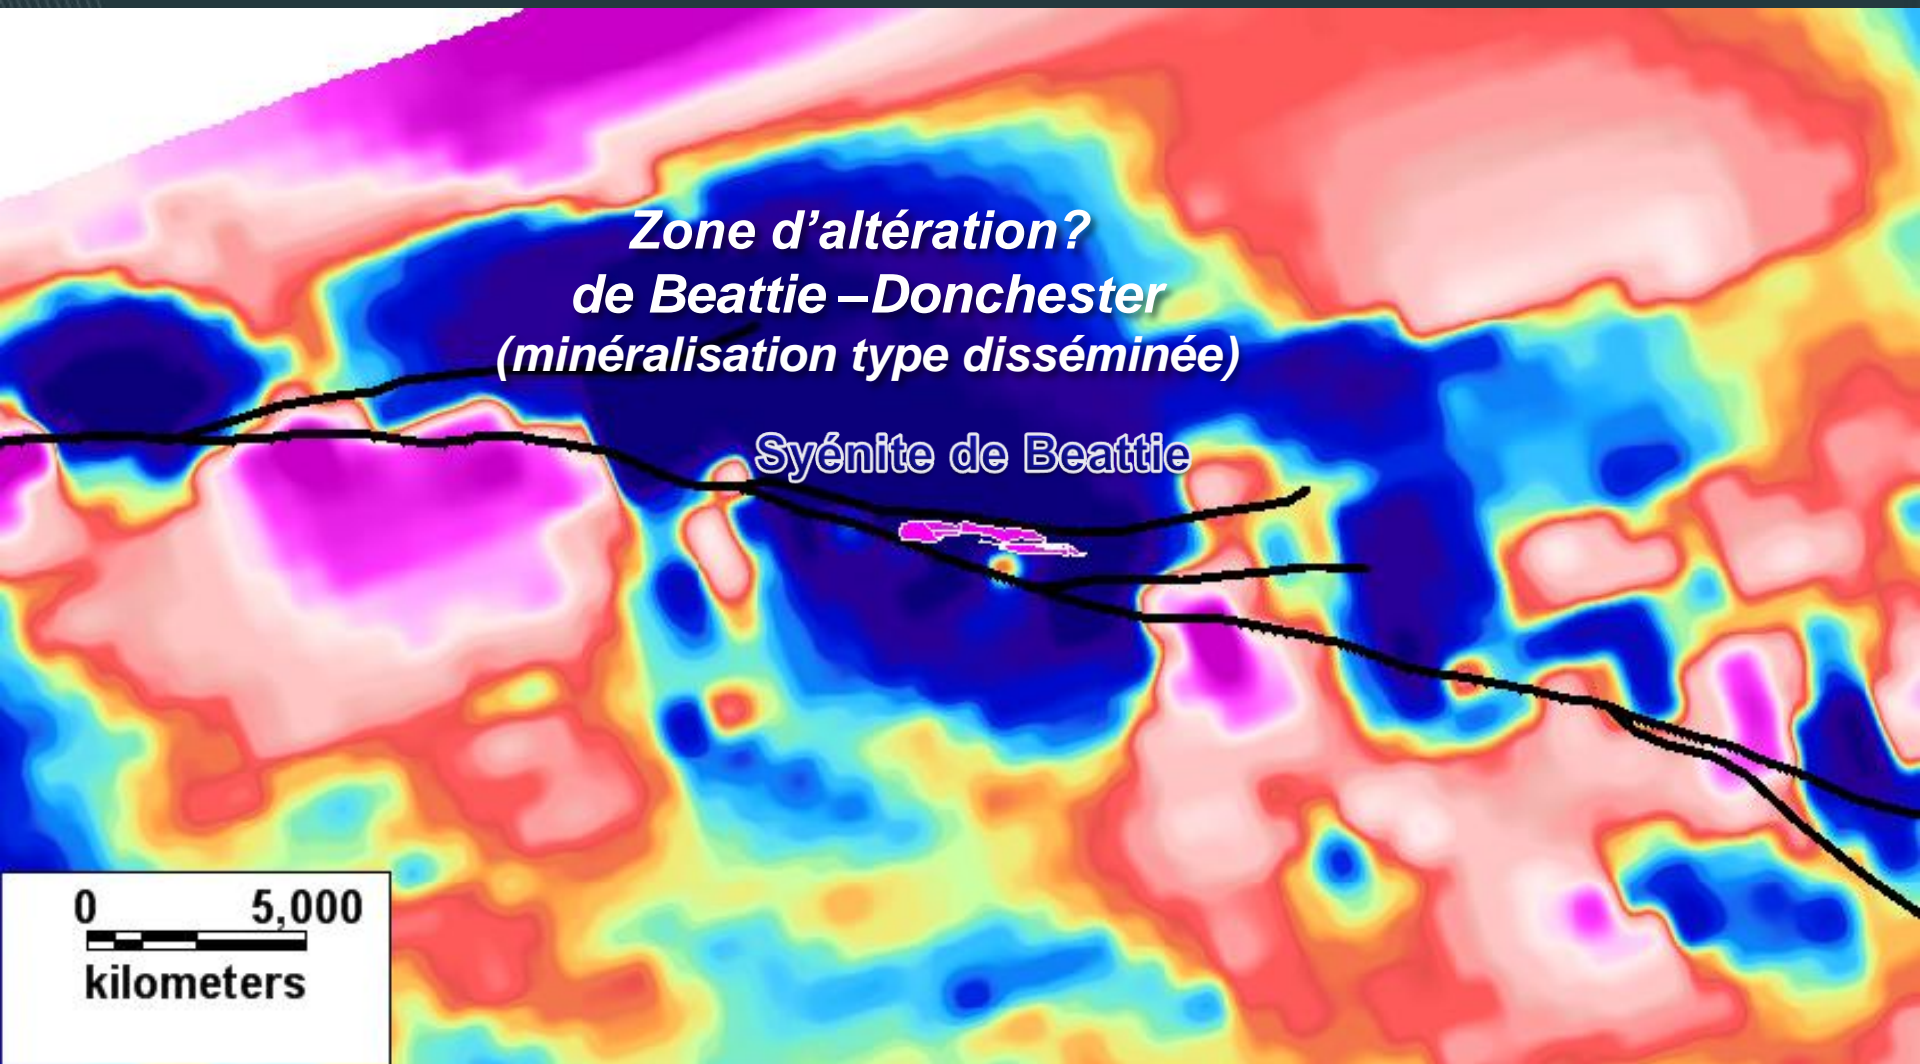 Zone d’altération?
de Beattie –Donchester
(minéralisation type disséminée)
Syénite de Beattie
0 5,000
kilometers